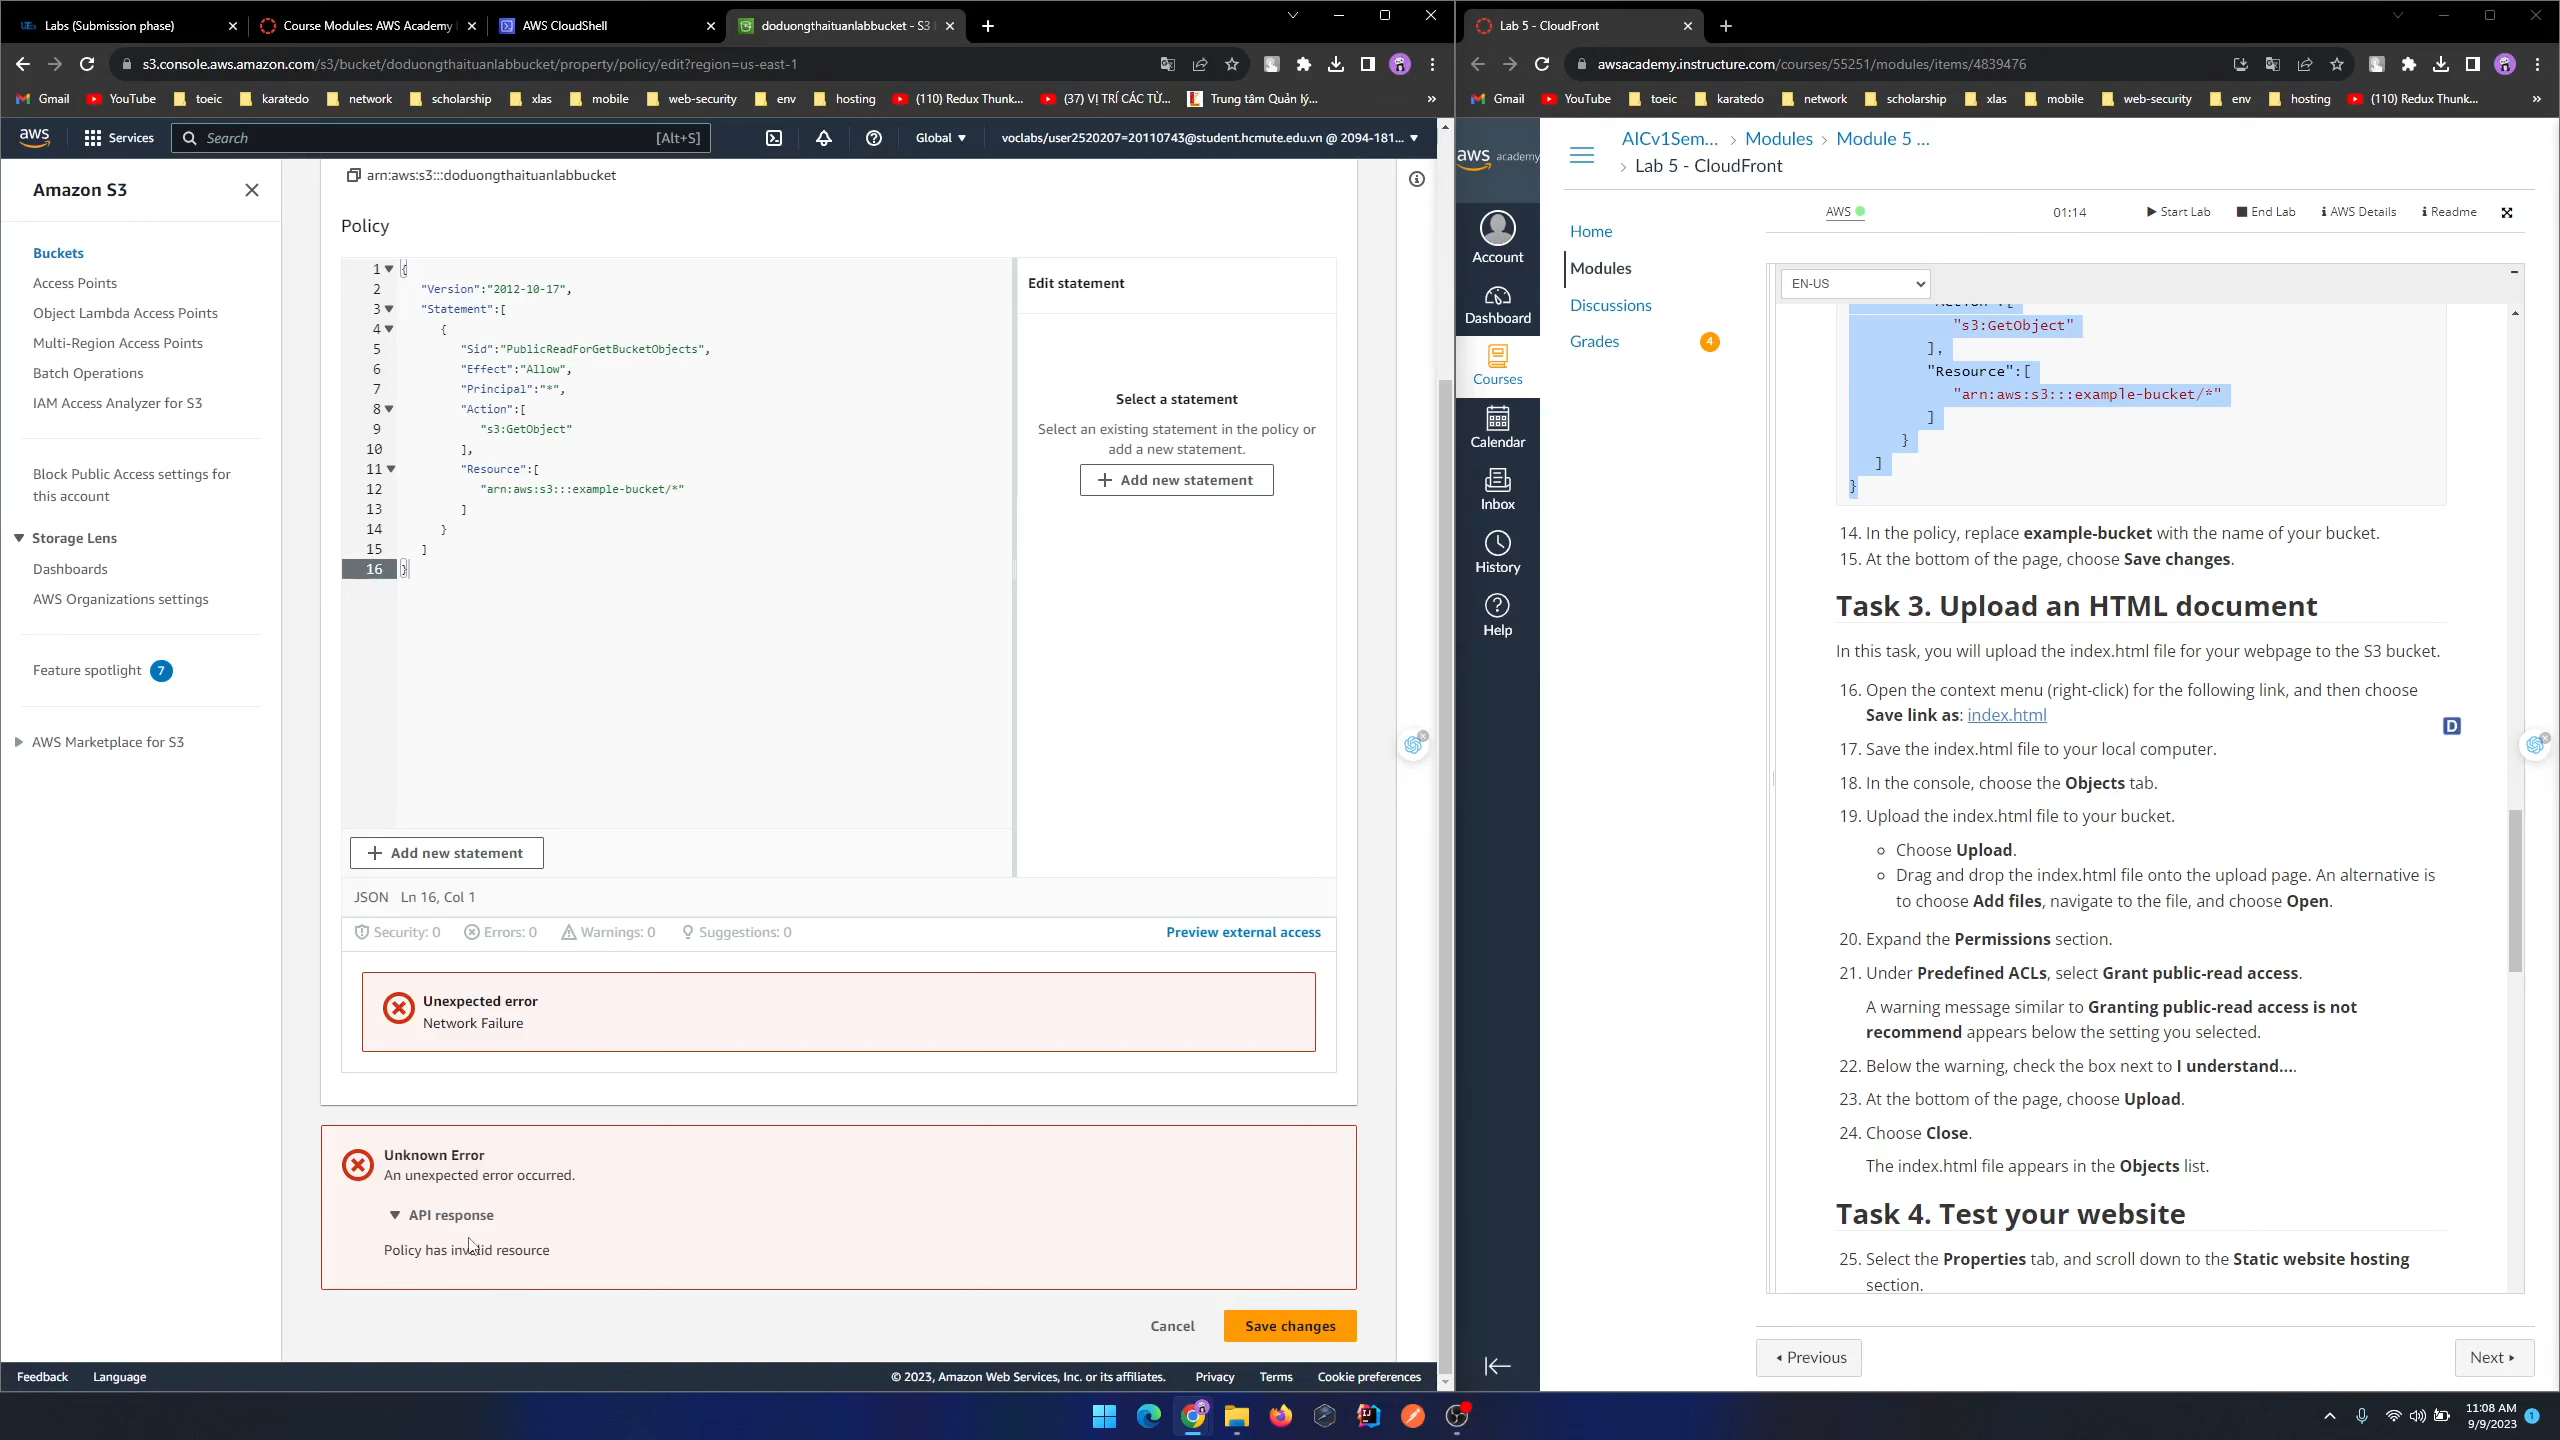 Labs (Submission phase)
Course Modules: AWS Academy
AWS CloudShell
doduongthaituanlabbucket - S3
s3.console.aws.amazon.com/s3/bucket/doduongthaituanlabbucket/property/policy/edit?region=us-east-1
Gmail
YouTube
toeic
karatedo
network
scholarship
xlas
mobile
web-security
env
hosting
(110) Redux Thunk...
(37) VỊ TRÍ CÁC TỪ...
Trung tâm Quản lý...
»
aws
Services
Search
[Alt+S]
Global
voclabs/user2520207=20110743@student.hcmute.edu.vn @ 2094-181...
Amazon S3
Buckets
Access Points
Object Lambda Access Points
Multi-Region Access Points
Batch Operations
IAM Access Analyzer for S3
Block Public Access settings for
this account
Storage Lens
Dashboards
AWS Organizations settings
Feature spotlight 7
AWS Marketplace for S3
arn:aws:s3:::doduongthaituanlabbucket
Policy
1 {
2 "Version":"2012-10-17",
3 "Statement":[
4 {
5 "Sid":"PublicReadForGetBucketObjects",
6 "Effect":"Allow",
7 "Principal":"*",
8 "Action":[
9 "s3:GetObject"
10 ],
11 "Resource":[
12 "arn:aws:s3:::example-bucket/*"
13 ]
14 }
15 ]
16 }
Edit statement
Select a statement
Select an existing statement in the policy or
add a new statement.
+ Add new statement
+ Add new statement
JSON Ln 16, Col 1
Security: 0
Errors: 0
Warnings: 0
Suggestions: 0
Preview external access
Unexpected error
Network Failure
Unknown Error
An unexpected error occurred.
API response
Policy has invalid resource
Cancel
Save changes
Feedback
Language
© 2023, Amazon Web Services, Inc. or its affiliates.
Privacy
Terms
Cookie preferences
Lab 5 - CloudFront
awsacademy.instructure.com/courses/55251/modules/items/4839476
Gmail
YouTube
toeic
karatedo
network
scholarship
xlas
mobile
web-security
env
hosting
(110) Redux Thunk...
»
aws academy
Account
Dashboard
Courses
Calendar
Inbox
History
Help
AICv1Sem... › Modules › Module 5 ...
› Lab 5 - CloudFront
Home
Modules
Discussions
Grades 4
AWS
01:14
Start Lab
End Lab
AWS Details
Readme
EN-US
"Action":[
"s3:GetObject"
],
"Resource":[
"arn:aws:s3:::example-bucket/*"
]
}
]
}
14. In the policy, replace example-bucket with the name of your bucket.
15. At the bottom of the page, choose Save changes.
Task 3. Upload an HTML document
In this task, you will upload the index.html file for your webpage to the S3 bucket.
16. Open the context menu (right-click) for the following link, and then choose
Save link as: index.html
D
17. Save the index.html file to your local computer.
18. In the console, choose the Objects tab.
19. Upload the index.html file to your bucket.
Choose Upload.
Drag and drop the index.html file onto the upload page. An alternative is
to choose Add files, navigate to the file, and choose Open.
20. Expand the Permissions section.
21. Under Predefined ACLs, select Grant public-read access.
A warning message similar to Granting public-read access is not
recommend appears below the setting you selected.
22. Below the warning, check the box next to I understand....
23. At the bottom of the page, choose Upload.
24. Choose Close.
The index.html file appears in the Objects list.
Task 4. Test your website
25. Select the Properties tab, and scroll down to the Static website hosting
section.
Previous
Next
11:08 AM
9/9/2023
1